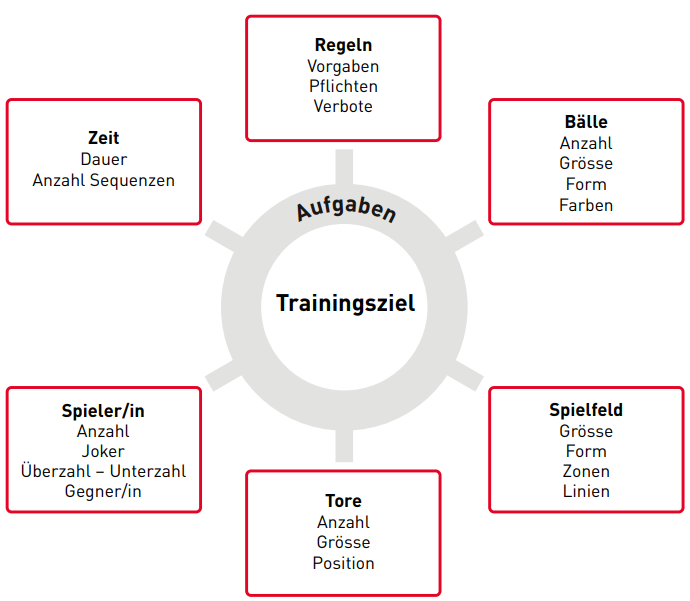 Regeln
Vorgaben
Pflichten
Verbote
Zeit
Dauer
Anzahl Sequenzen
Bälle
Anzahl
Grösse
Form
Farben
Aufgaben
Trainingsziel
Spieler/in
Anzahl
Joker
Überzahl – Unterzahl
Gegner/in
Spielfeld
Grösse
Form
Zonen
Linien
Tore
Anzahl
Grösse
Position